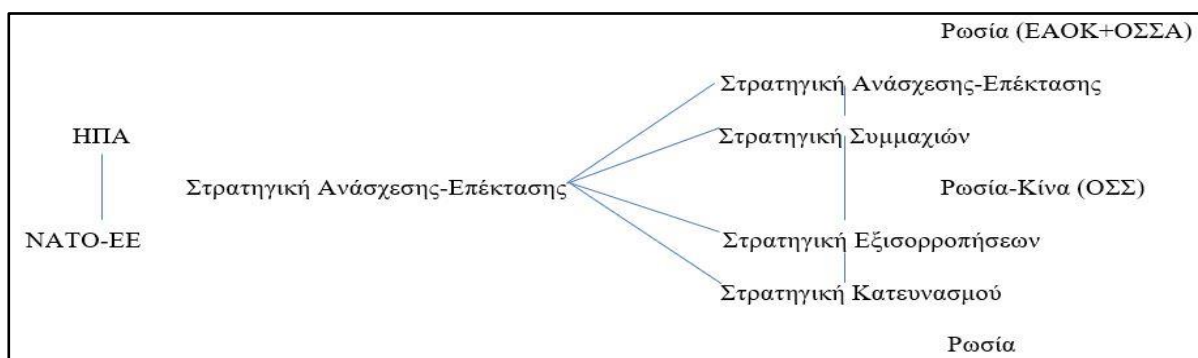 Ρωσία (ΕΑΟΚ+ΟΣΣΑ)
Στρατηγική Ανάσχεσης-Επέκτασης
ΗΠΑ
Στρατηγική Συμμαχιών
Στρατηγική Ανάσχεσης-Επέκτασης
Ρωσία-Κίνα (ΟΣΣ)
ΝΑΤΟ-ΕΕ
Στρατηγική Εξισορροπήσεων
Στρατηγική Κατευνασμού
Ρωσία